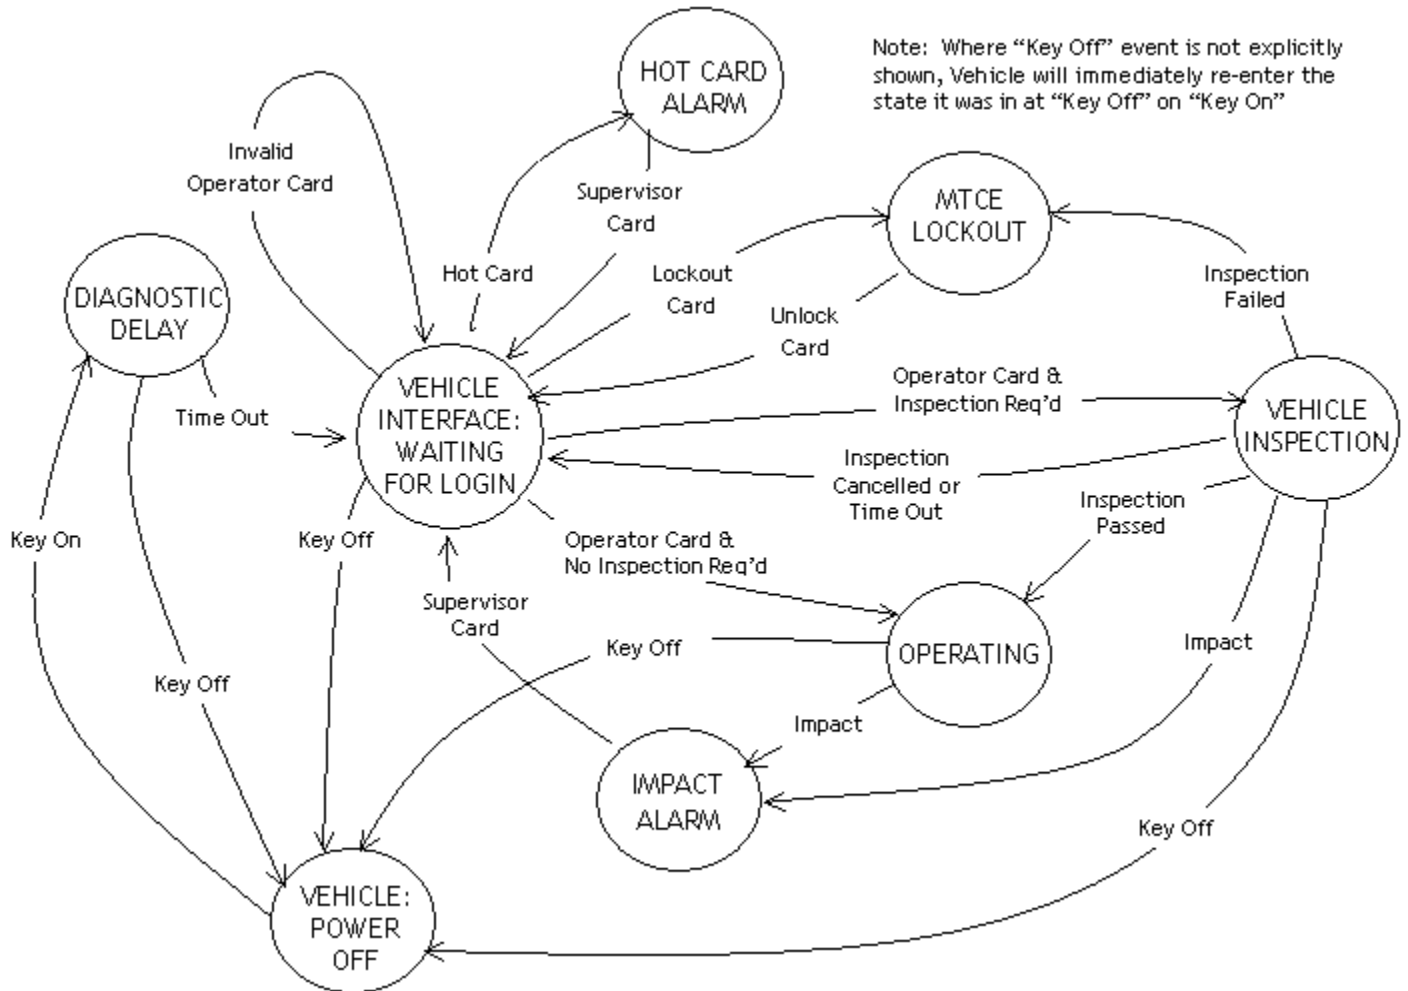 HOT CARD
ALARM
Note: Where “Key Off” event is not explicitly
shown, Vehicle will immediately re-enter the
state it was in at “Key Off” on “Key On”
Invalid
Operator Card
Supervisor
Card
MTCE
LOCKOUT
Hot Card
Lockout
Card
Inspection
Failed
DIAGNOSTIC
DELAY
Unlock
Card
Time Out
VEHICLE
INTERFACE:
WAITING
FOR LOGIN
Operator Card &
Inspection Req’d
VEHICLE
INSPECTION
Inspection
Cancelled or
Time Out
Inspection
Passed
Key On
Key Off
Operator Card &
No Inspection Req’d
Supervisor
Card
Key Off
OPERATING
Impact
Key Off
Impact
IMPACT
ALARM
Key Off
VEHICLE:
POWER
OFF